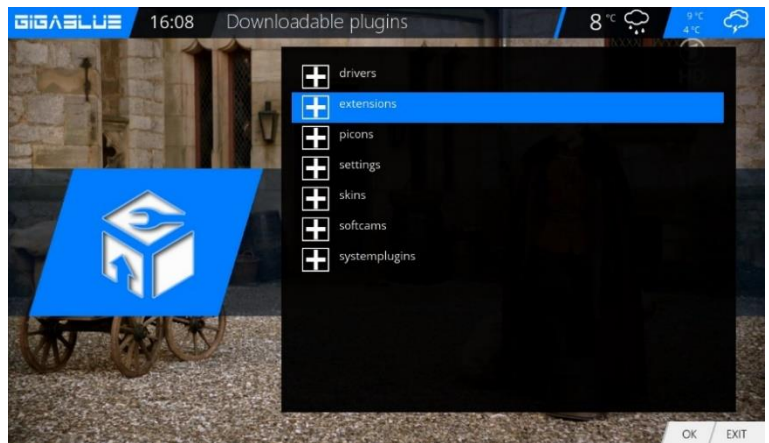 GIGABLUE 16:08 Downloadable plugins 8 °C 9 °C
4 °C
drivers
extensions
picons
settings
skins
softcams
systemplugins
OK EXIT